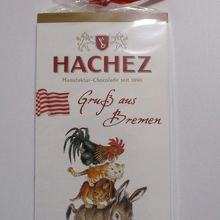 HACHEZ
Manufaktur-Chocolade seit 1890
Gruß aus
Bremen